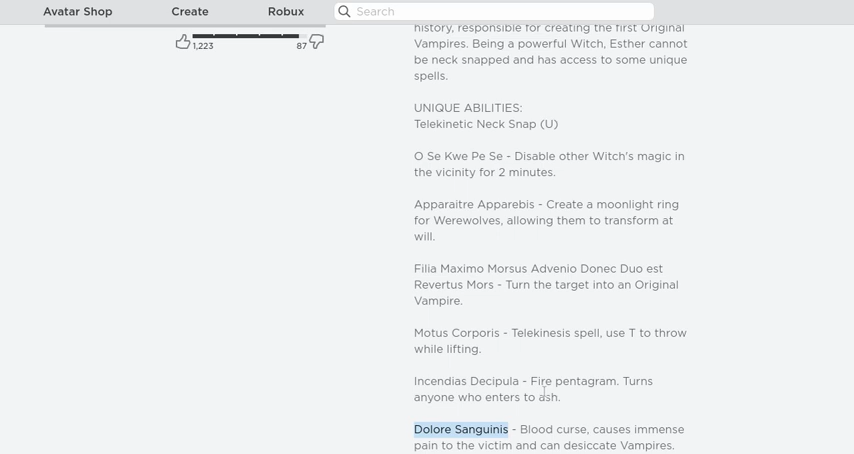 Avatar Shop
Create
Robux
Search
history, responsible for creating the first Original
Vampires. Being a powerful Witch, Esther cannot
be neck snapped and has access to some unique
spells.
1,223
87
UNIQUE ABILITIES:
Telekinetic Neck Snap (U)
O Se Kwe Pe Se - Disable other Witch's magic in
the vicinity for 2 minutes.
Apparaitre Apparebis - Create a moonlight ring
for Werewolves, allowing them to transform at
will.
Filia Maximo Morsus Advenio Donec Duo est
Revertus Mors - Turn the target into an Original
Vampire.
Motus Corporis - Telekinesis spell, use T to throw
while lifting.
Incendias Decipula - Fire pentagram. Turns
anyone who enters to ash.
Dolore Sanguinis - Blood curse, causes immense
pain to the victim and can desiccate Vampires.